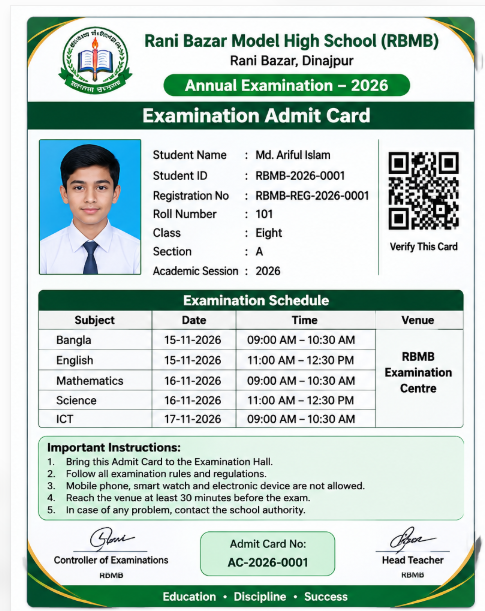 Rani Bazar Model High School (RBMB)
Rani Bazar, Dinajpur
Annual Examination – 2026
Examination Admit Card
Student Name : Md. Ariful Islam
Student ID : RBMB-2026-0001
Registration No : RBMB-REG-2026-0001
Roll Number : 101
Class : Eight
Section : A
Academic Session : 2026
Verify This Card
Examination Schedule
Subject Date Time Venue
Bangla 15-11-2026 09:00 AM – 10:30 AM
English 15-11-2026 11:00 AM – 12:30 PM
Mathematics 16-11-2026 09:00 AM – 10:30 AM
Science 16-11-2026 11:00 AM – 12:30 PM
ICT 17-11-2026 09:00 AM – 10:30 AM
RBMB
Examination
Centre
Important Instructions:
1. Bring this Admit Card to the Examination Hall.
2. Follow all examination rules and regulations.
3. Mobile phone, smart watch and electronic device are not allowed.
4. Reach the venue at least 30 minutes before the exam.
5. In case of any problem, contact the school authority.
Controller of Examinations
RBMB
Admit Card No:
AC-2026-0001
Head Teacher
RBMB
Education • Discipline • Success